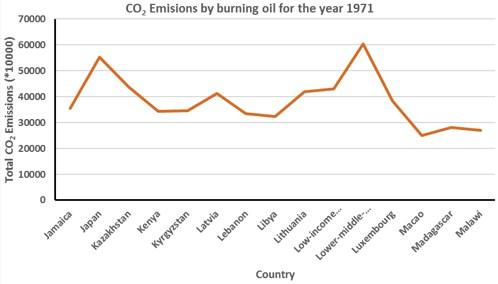 CO₂ Emisions by burning oil for the year 1971
Total CO₂ Emissions (*10000)
70000
60000
50000
40000
30000
20000
10000
0
Jamaica
Japan
Kazakhstan
Kenya
Kyrgyzstan
Latvia
Lebanon
Libya
Lithuania
Low-income...
Lower-middle-...
Luxembourg
Macao
Madagascar
Malawi
Country